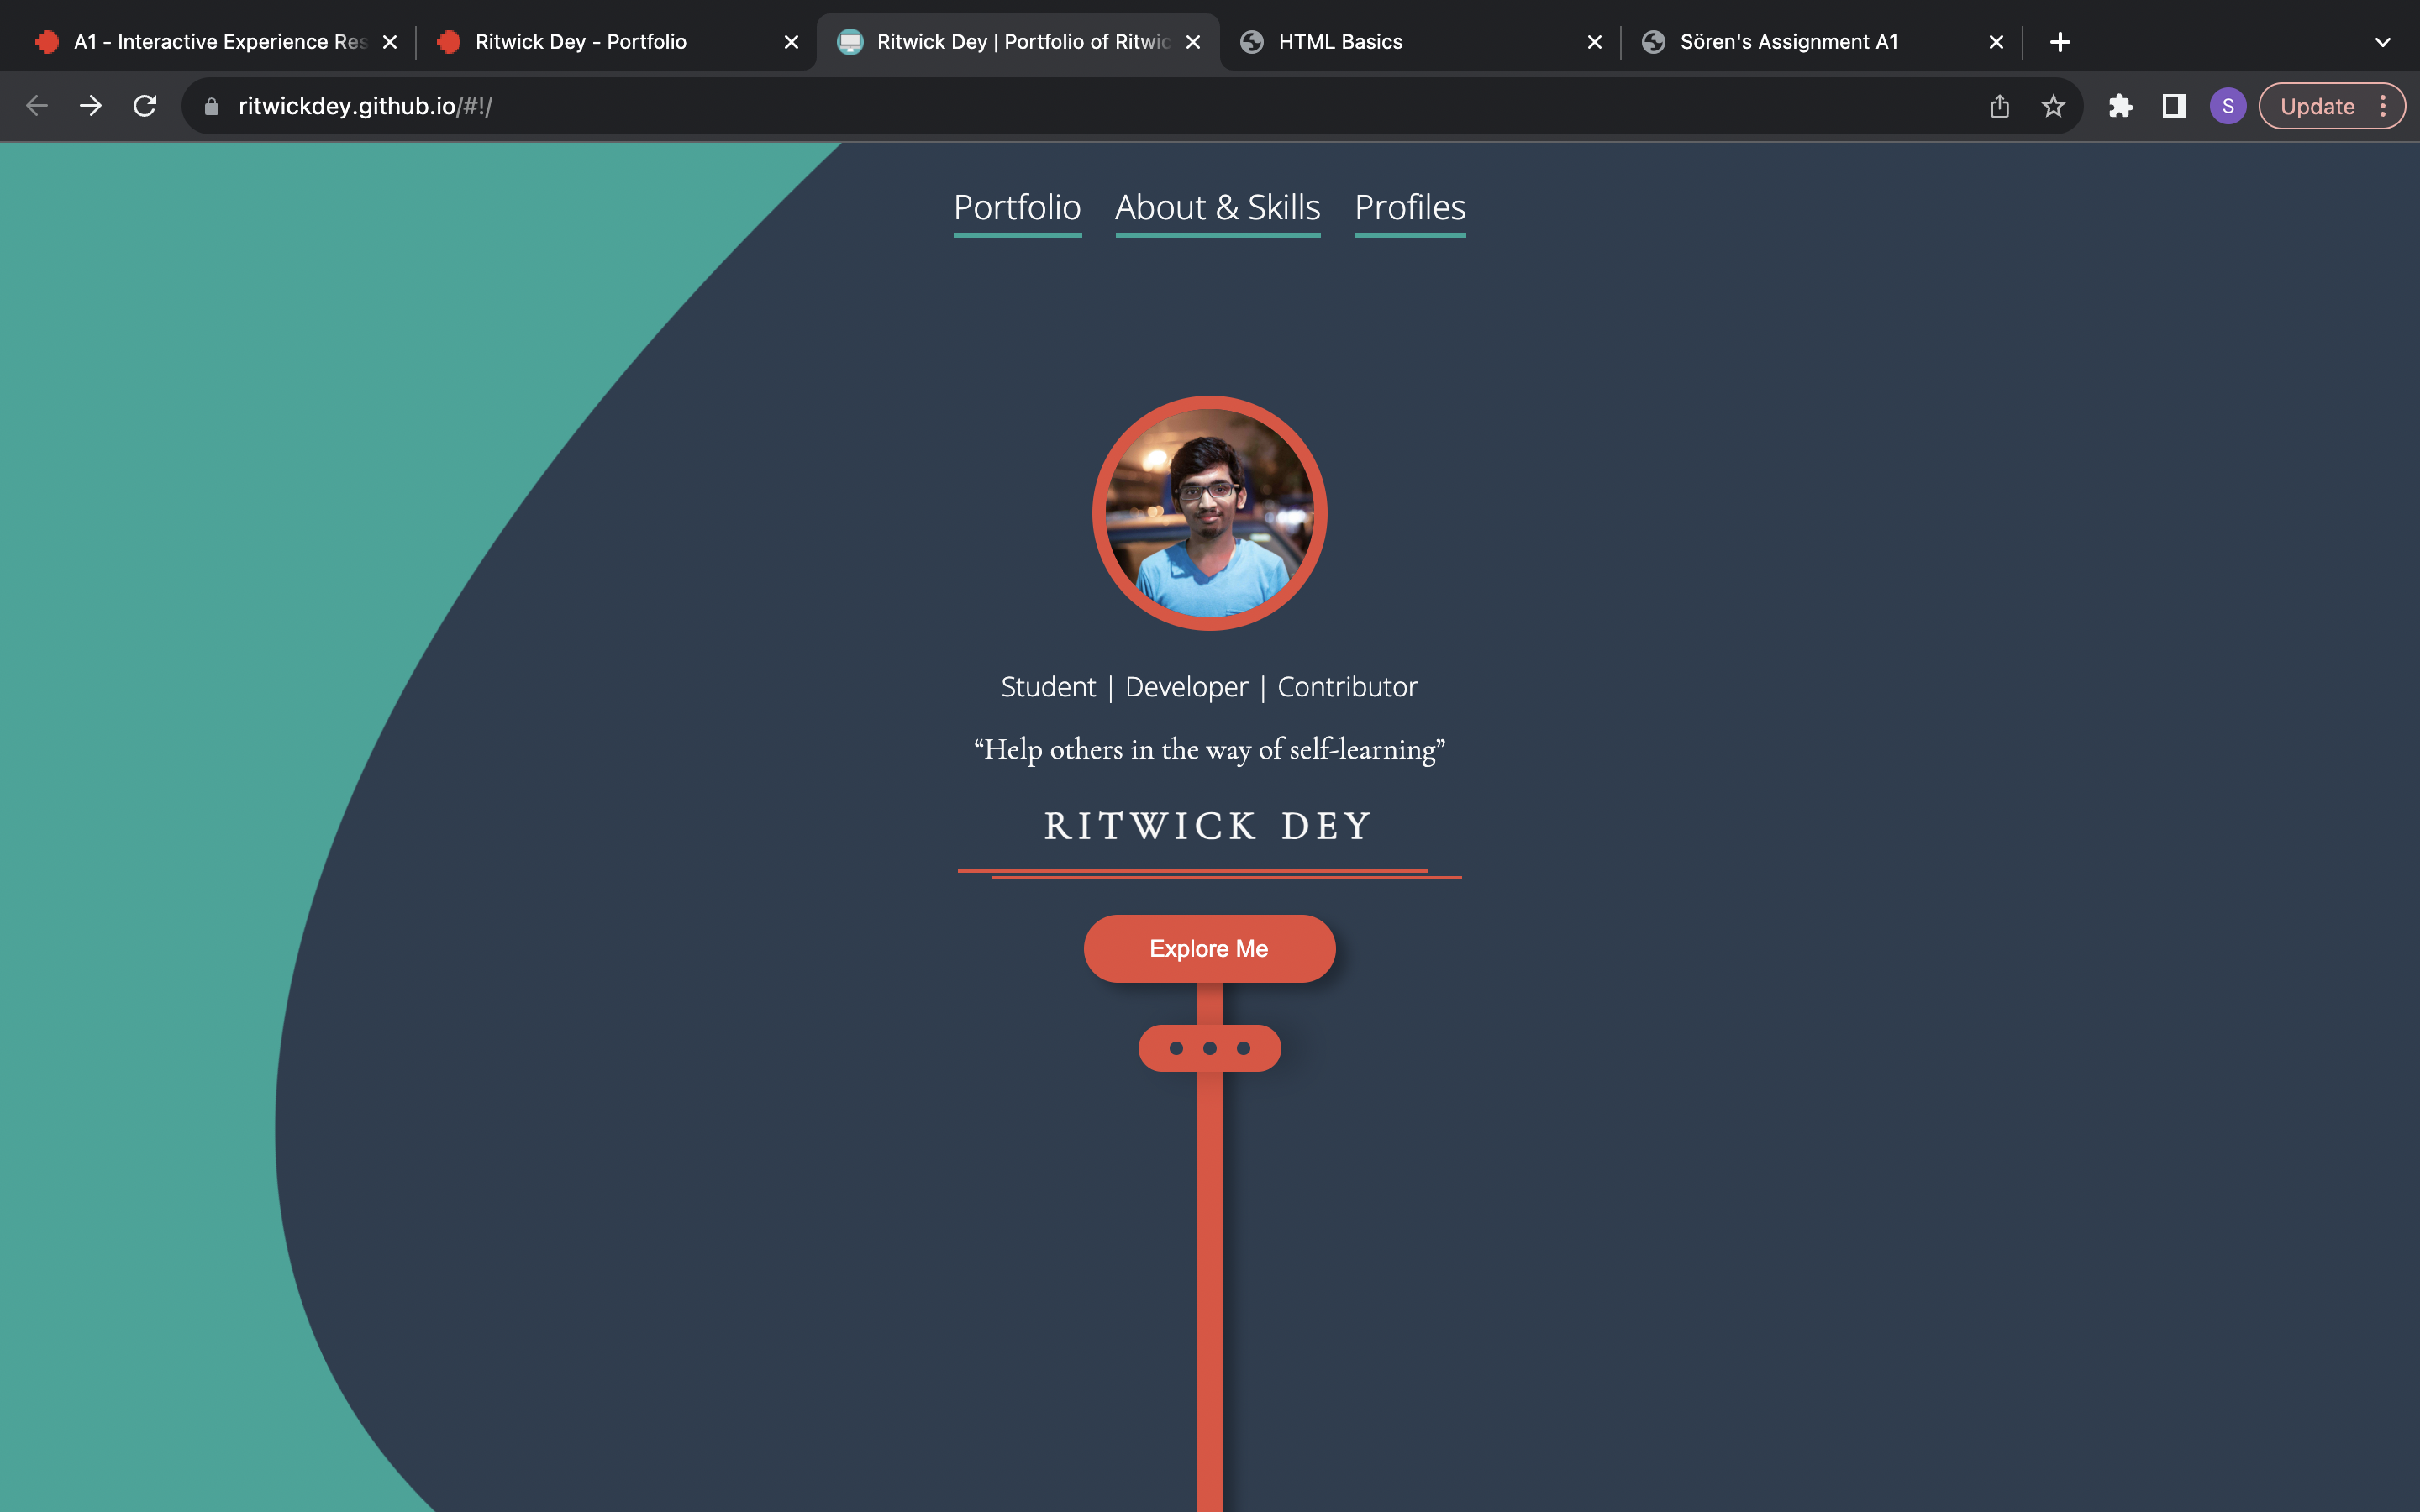 A1 - Interactive Experience Res
Ritwick Dey - Portfolio
Ritwick Dey | Portfolio of Ritwic
HTML Basics
Sören's Assignment A1
ritwickdey.github.io/#!/
S
Update
Portfolio
About & Skills
Profiles
Student | Developer | Contributor
“Help others in the way of self-learning”
RITWICK DEY
Explore Me